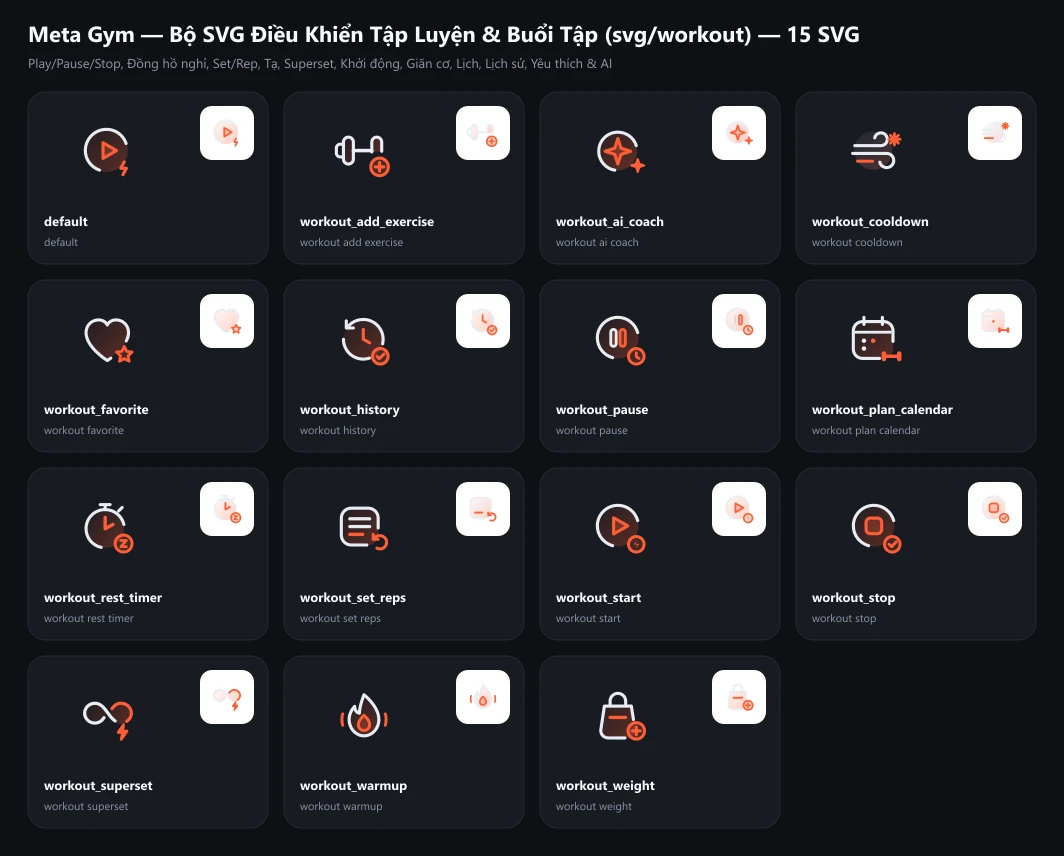 Meta Gym — Bộ SVG Điều Khiển Tập Luyện & Buổi Tập (svg/workout) — 15 SVG
Play/Pause/Stop, Đồng hồ nghỉ, Set/Rep, Tạ, Superset, Khởi động, Giãn cơ, Lịch, Lịch sử, Yêu thích & AI
default
default
workout_add_exercise
workout add exercise
workout_ai_coach
workout ai coach
workout_cooldown
workout cooldown
workout_favorite
workout favorite
workout_history
workout history
workout_pause
workout pause
workout_plan_calendar
workout plan calendar
workout_rest_timer
workout rest timer
workout_set_reps
workout set reps
workout_start
workout start
workout_stop
workout stop
workout_superset
workout superset
workout_warmup
workout warmup
workout_weight
workout weight